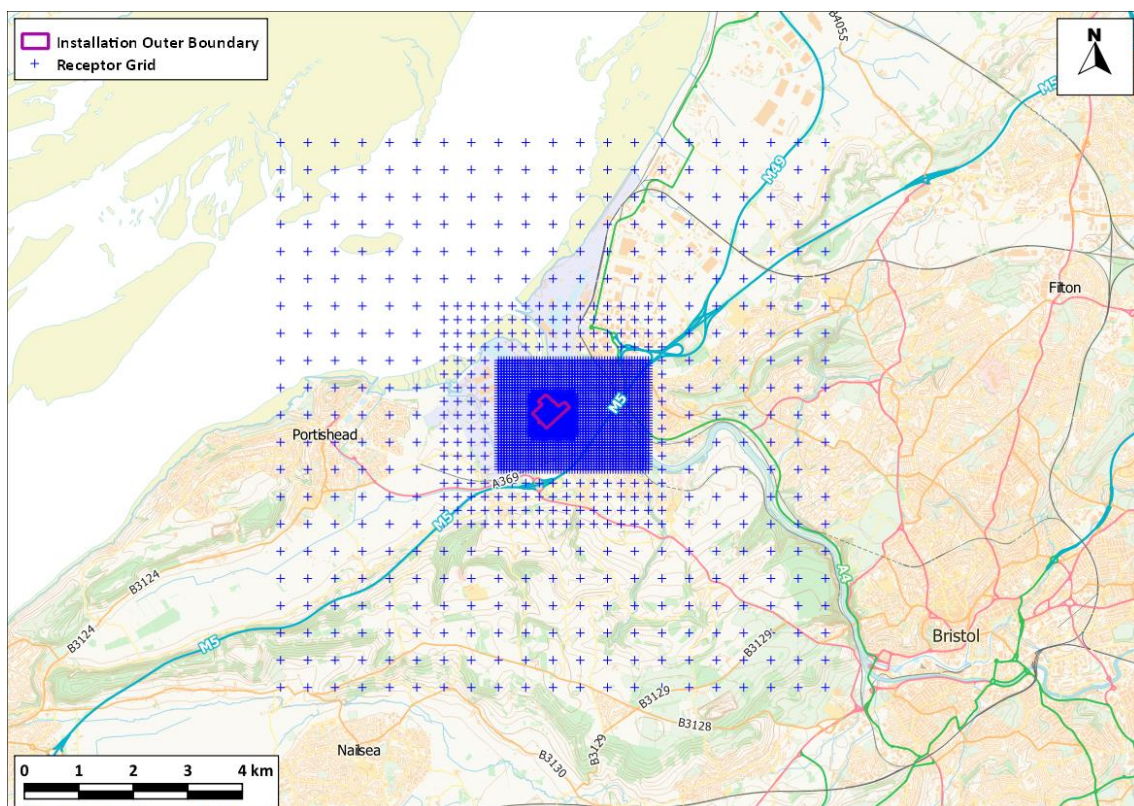 Installation Outer Boundary
Receptor Grid
B4055
N
M5
M49
Filton
M5
Portishead
A369
M5
B3124
A4
B3124
M5
B3129
Bristol
B3129
B3128
Nailsea
B3129
B3130
0 1 2 3 4 km